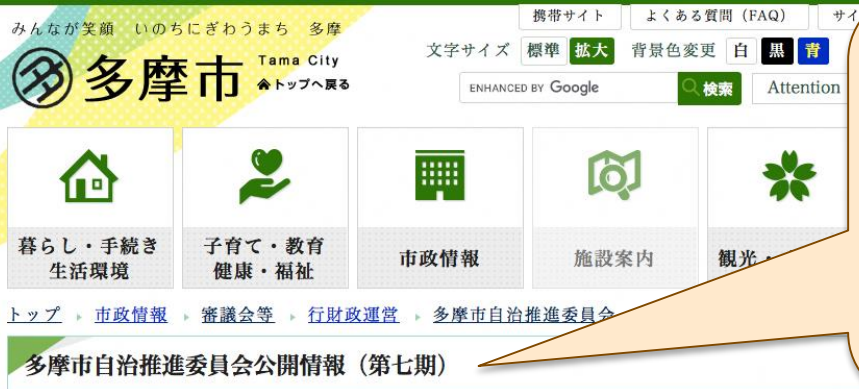 携帯サイト よくある質問（FAQ） サイ
みんなが笑顔 いのちにぎわうまち 多摩
文字サイズ 標準 拡大 背景色変更 白 黒 青
多摩市
Tama City
トップへ戻る
ENHANCED BY Google 検索 Attention
暮らし・手続き
生活環境
子育て・教育
健康・福祉
市政情報
施設案内
観光・
トップ 市政情報 審議会等 行財政運営 多摩市自治推進委員会
多摩市自治推進委員会公開情報（第七期）